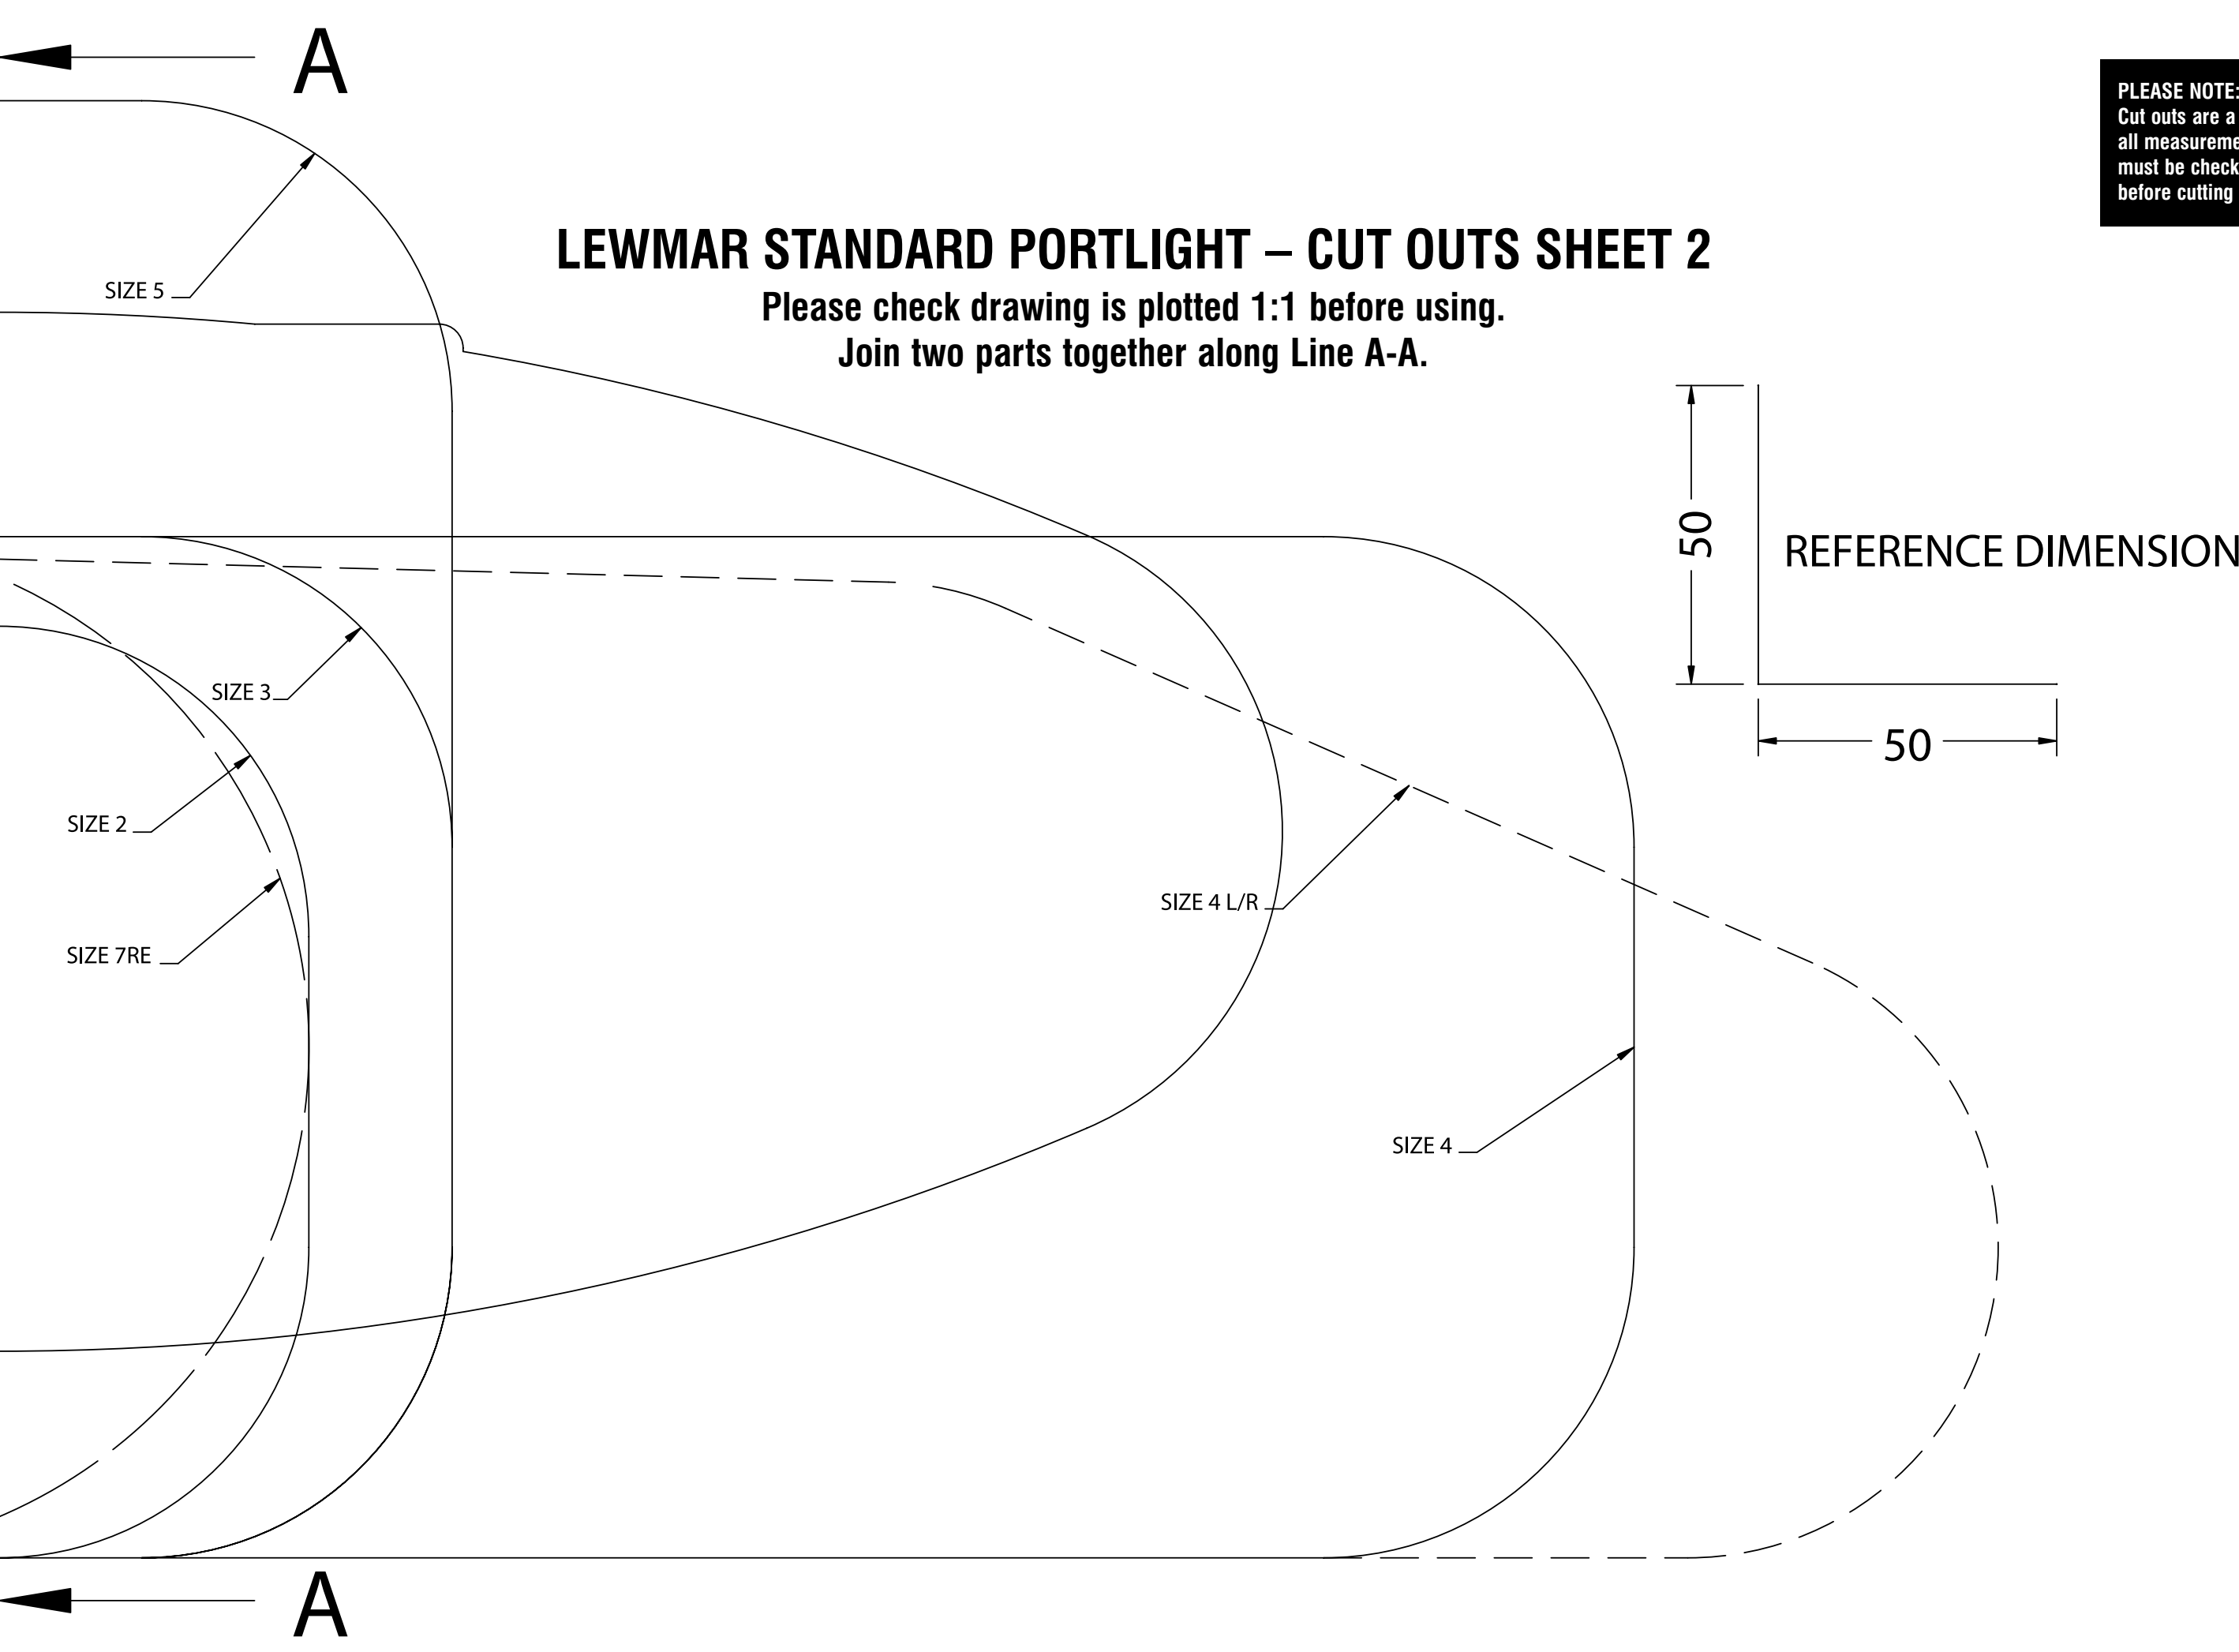 A
PLEASE NOTE:
Cut outs are a
all measureme
must be check
before cutting
LEWMAR STANDARD PORTLIGHT – CUT OUTS SHEET 2
Please check drawing is plotted 1:1 before using.
Join two parts together along Line A-A.
SIZE 5
50
REFERENCE DIMENSION
50
SIZE 3
SIZE 2
SIZE 4 L/R
SIZE 7RE
SIZE 4
A